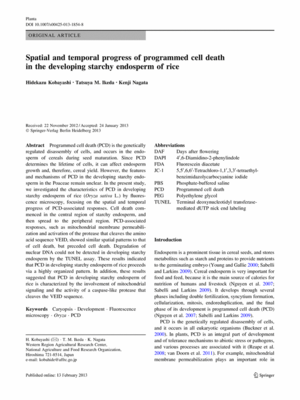 Planta
DOI 10.1007/s00425-013-1854-8
ORIGINAL ARTICLE
Spatial and temporal progress of programmed cell death
in the developing starchy endosperm of rice
Hidekazu Kobayashi · Tatsuya M. Ikeda · Kenji Nagata
Received: 22 November 2012 / Accepted: 24 January 2013
© Springer-Verlag Berlin Heidelberg 2013
Abstract Programmed cell death (PCD) is the genetically
regulated disassembly of cells, and occurs in the endo-
sperm of cereals during seed maturation. Since PCD
determines the lifetime of cells, it can affect endosperm
growth and, therefore, cereal yield. However, the features
and mechanisms of PCD in the developing starchy endo-
sperm in the Poaceae remain unclear. In the present study,
we investigated the characteristics of PCD in developing
starchy endosperm of rice (Oryza sativa L.) by fluores-
cence microscopy, focusing on the spatial and temporal
progress of PCD-associated responses. Cell death com-
menced in the central region of starchy endosperm, and
then spread to the peripheral region. PCD-associated
responses, such as mitochondrial membrane permeabiliza-
tion and activation of the protease that cleaves the amino
acid sequence VEID, showed similar spatial patterns to that
of cell death, but preceded cell death. Degradation of
nuclear DNA could not be detected in developing starchy
endosperm by the TUNEL assay. These results indicated
that PCD in developing starchy endosperm of rice proceeds
via a highly organized pattern. In addition, these results
suggested that PCD in developing starchy endosperm of
rice is characterized by the involvement of mitochondrial
signaling and the activity of a caspase-like protease that
cleaves the VEID sequence.
Keywords Caryopsis · Development · Fluorescence
microscopy · Oryza · PCD
H. Kobayashi · T. M. Ikeda · K. Nagata
Western Region Agricultural Research Center,
National Agriculture and Food Research Organization,
Hiroshima 721-8514, Japan
Published online: 13 February 2013
Abbreviations
DAF Days after flowering
DAPI 4′,6-Diamidino-2-phenylindole
FDA Fluorescein diacetate
JC-1 5,5′,6,6′-Tetrachloro-1,1′,3,3′-tetraethyl-
benzimidazolycarbocyanine iodide
PBS Phosphate-buffered saline
PCD Programmed cell death
PEG Polyethylene glycol
TUNEL Terminal deoxynucleotidyl transferase-
mediated dUTP nick end labeling
Introduction
Endosperm is a prominent tissue in cereal seeds, and stores
metabolites such as starch and proteins to provide nutrients
to the germinating embryo (Young and Gallie 2000; Sabelli
and Larkins 2009). Cereal endosperm is very important for
food and feed, because it is the main source of calories for
nutrition of humans and livestock (Nguyen et al. 2007;
Sabelli and Larkins 2009). It develops through several
phases including double fertilization, syncytium formation,
cellularization, mitosis, endoreduplication, and the final
phase of its development is programmed cell death (PCD)
(Nguyen et al. 2007; Sabelli and Larkins 2009).
PCD is the genetically regulated disassembly of cells,
and it occurs in all eukaryotic organisms (Buckner et al.
2000). In plants, PCD is an integral part of development
and of tolerance mechanisms to abiotic stress or pathogens,
and various processes are associated with it (Reape et al.
2008; van Doorn et al. 2011). For example, mitochondrial
membrane permeabilization plays an important role in